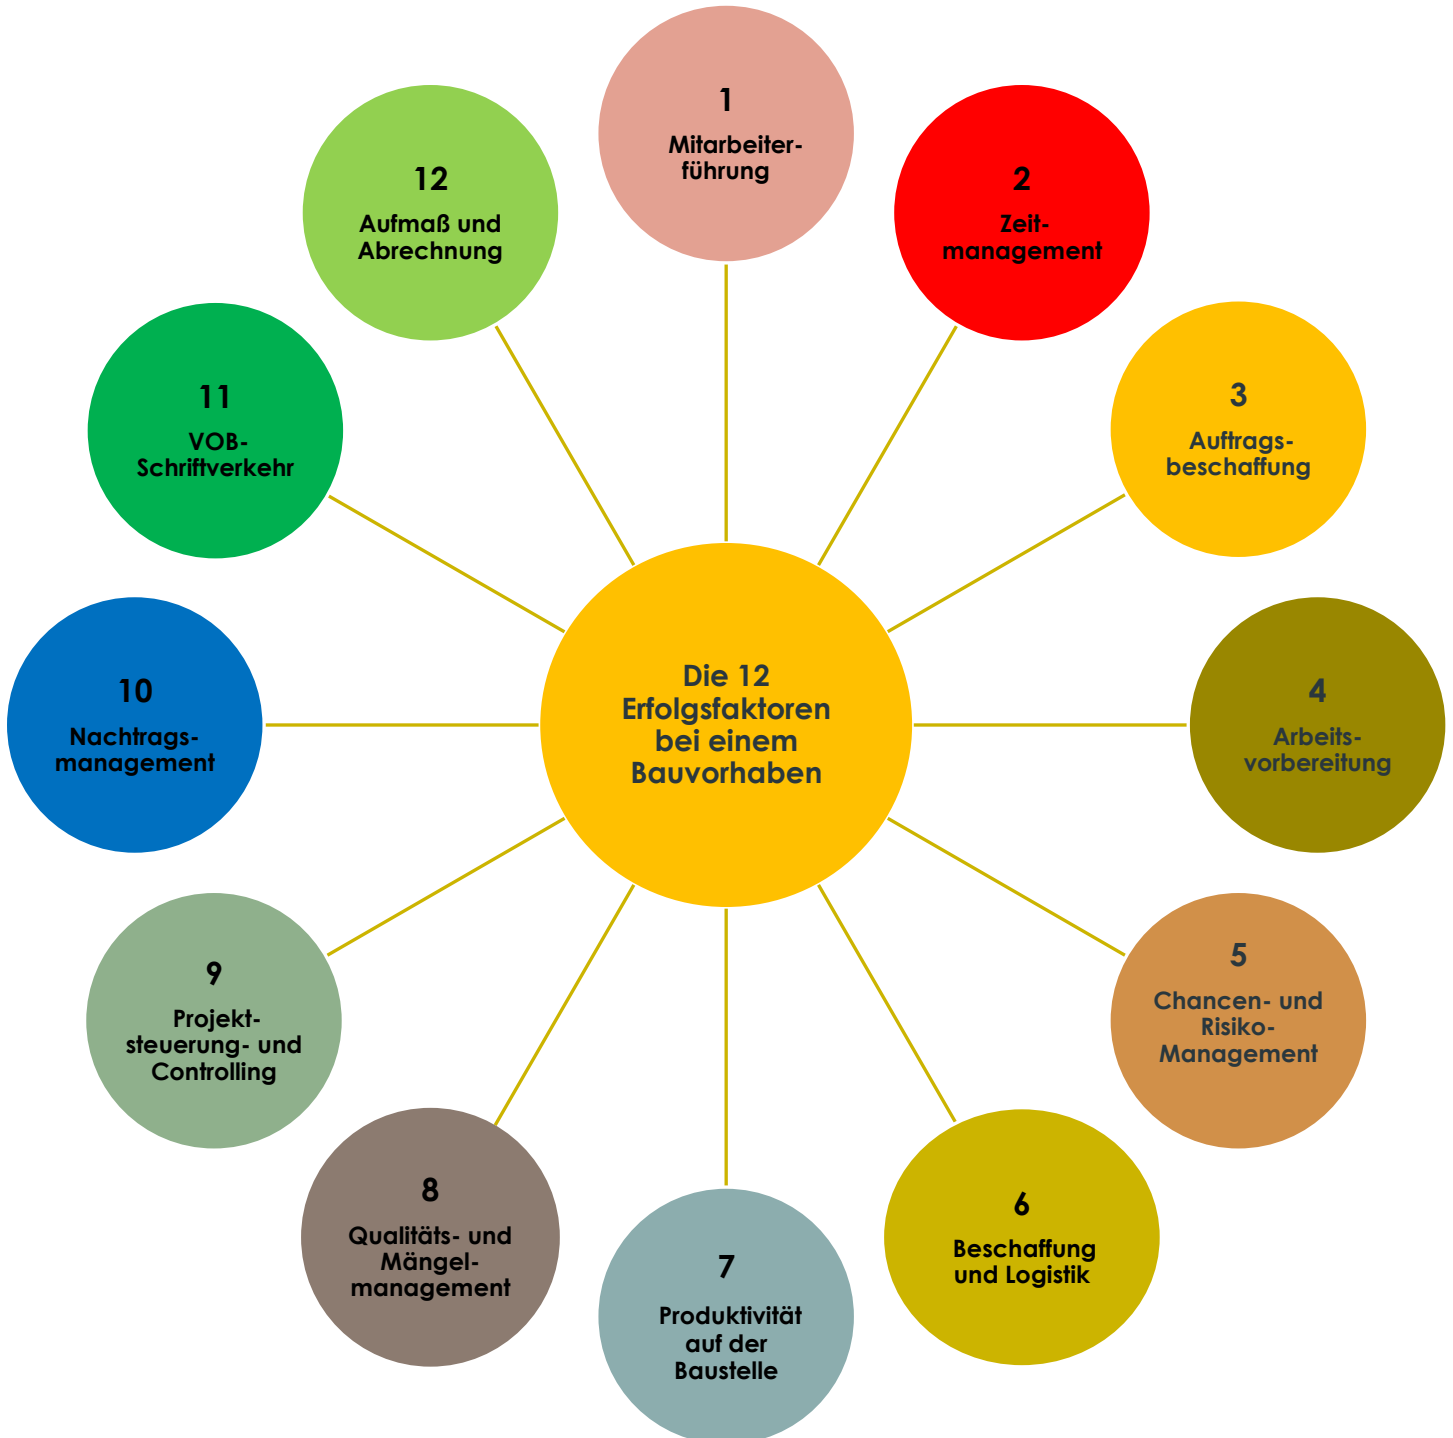 1
Mitarbeiter-
führung
2
Zeit-
management
3
Auftrags-
beschaffung
4
Arbeits-
vorbereitung
5
Chancen- und
Risiko-
Management
6
Beschaffung
und Logistik
7
Produktivität
auf der
Baustelle
8
Qualitäts- und
Mängel-
management
9
Projekt-
steuerung- und
Controlling
10
Nachtrags-
management
11
VOB-
Schriftverkehr
12
Aufmaß und
Abrechnung
Die 12
Erfolgsfaktoren
bei einem
Bauvorhaben